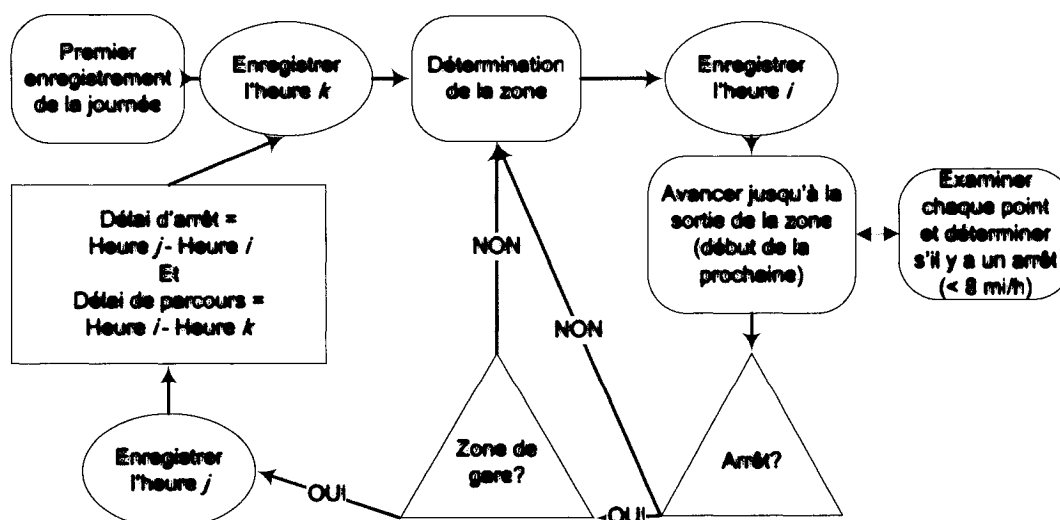 Premier
enregistrement
de la journée
Enregistrer
l'heure k
Détermination
de la zone
Enregistrer
l'heure i
Avancer jusqu'à la
sortie de la zone
(début de la
prochaine)
Examiner
chaque point
et déterminer
s'il y a un arrêt
(< 8 mi/h)
Délai d'arrêt =
Heure j - Heure i
Et
Délai de parcours =
Heure i - Heure k
NON
NON
Enregistrer
l'heure j
OUI
Zone de
gare?
OUI
Arrêt?